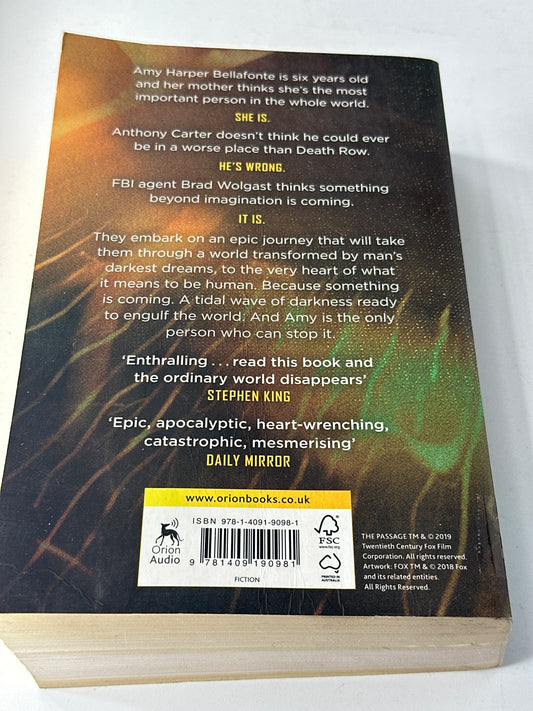 Amy Harper Bellafonte is six years old
and her mother thinks she's the most
important person in the whole world.
SHE IS.
Anthony Carter doesn't think he could ever
be in a worse place than Death Row.
HE'S WRONG.
FBI agent Brad Wolgast thinks something
beyond imagination is coming.
IT IS.
They embark on an epic journey that will take
them through a world transformed by man's
darkest dreams, to the very heart of what
it means to be human. Because something
is coming. A tidal wave of darkness ready
to engulf the world. And Amy is the only
person who can stop it.
'Enthralling ... read this book and
the ordinary world disappears'
STEPHEN KING
'Epic, apocalyptic, heart-wrenching,
catastrophic, mesmerising'
DAILY MIRROR
www.orionbooks.co.uk
Orion
Audio
ISBN 978-1-4091-9098-1
9 781409 190981
FICTION
FSC
www.fsc.org
PRINTED IN
AUSTRALIA
THE PASSAGE TM & © 2019
Twentieth Century Fox Film
Corporation. All rights reserved.
Artwork: FOX TM & © 2018 Fox
and its related entities.
All Rights Reserved.